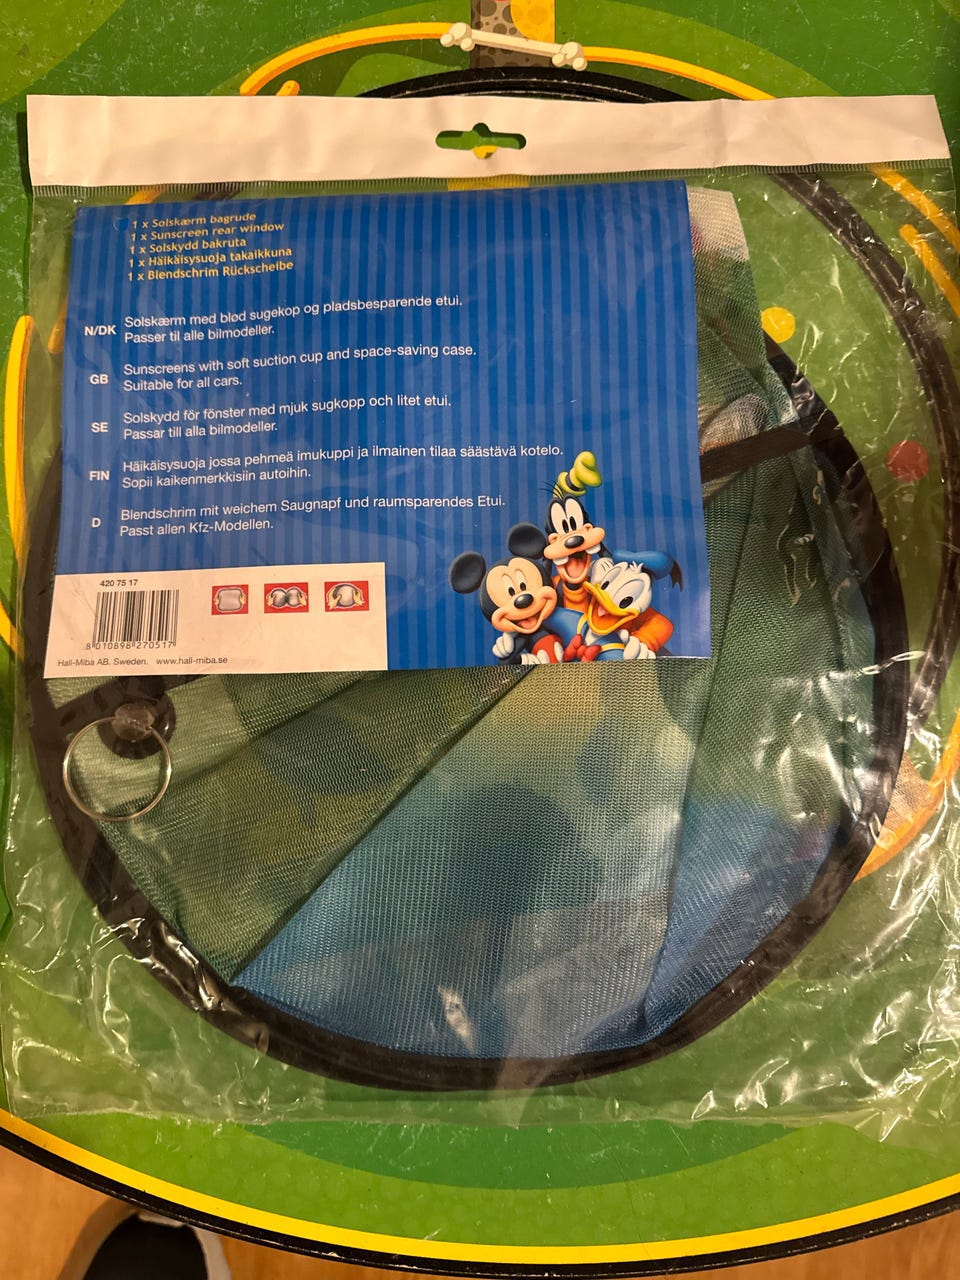 1 x Solskærm bagrude
1 x Sunscreen rear window
1 x Solskydd bakruta
1 x Häikäisysuoja takaikkuna
1 x Blendschrim Rückscheibe
N/DK Solskærm med blød sugekop og pladsbesparende etui.
Passer til alle bilmodeller.
GB Sunscreens with soft suction cup and space-saving case.
Suitable for all cars.
SE Solskydd för fönster med mjuk sugkopp och litet etui.
Passar till alla bilmodeller.
FIN Häikäisysuoja jossa pehmeä imukuppi ja ilmainen tilaa säästävä kotelo.
Sopii kaikenmerkkisiin autoihin.
D Blendschrim mit weichem Saugnapf und raumsparendes Etui.
Passt allen Kfz-Modellen.
420 75 17
8 010898 270517
Hall-Miba AB. Sweden. www.hall-miba.se